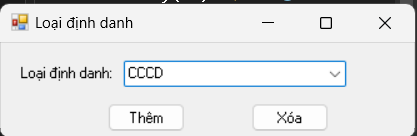 Loại định danh
Loại định danh: CCCD
Thêm Xóa